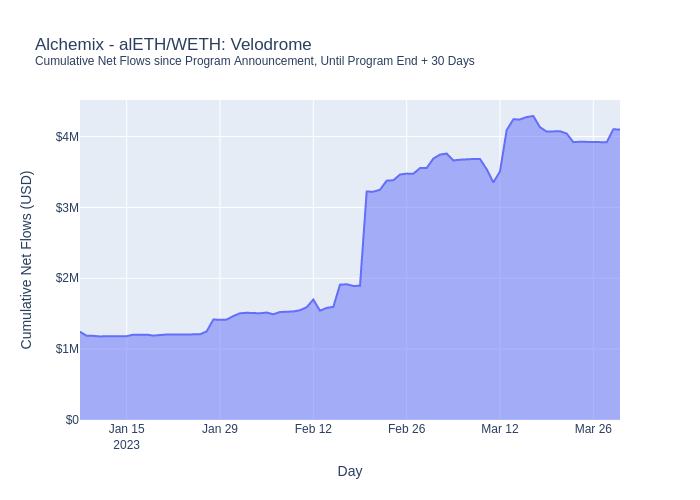 Alchemix - alETH/WETH: Velodrome
Cumulative Net Flows since Program Announcement, Until Program End + 30 Days
Cumulative Net Flows (USD)
$4M
$3M
$2M
$1M
$0
Jan 15
2023
Jan 29
Feb 12
Feb 26
Mar 12
Mar 26
Day